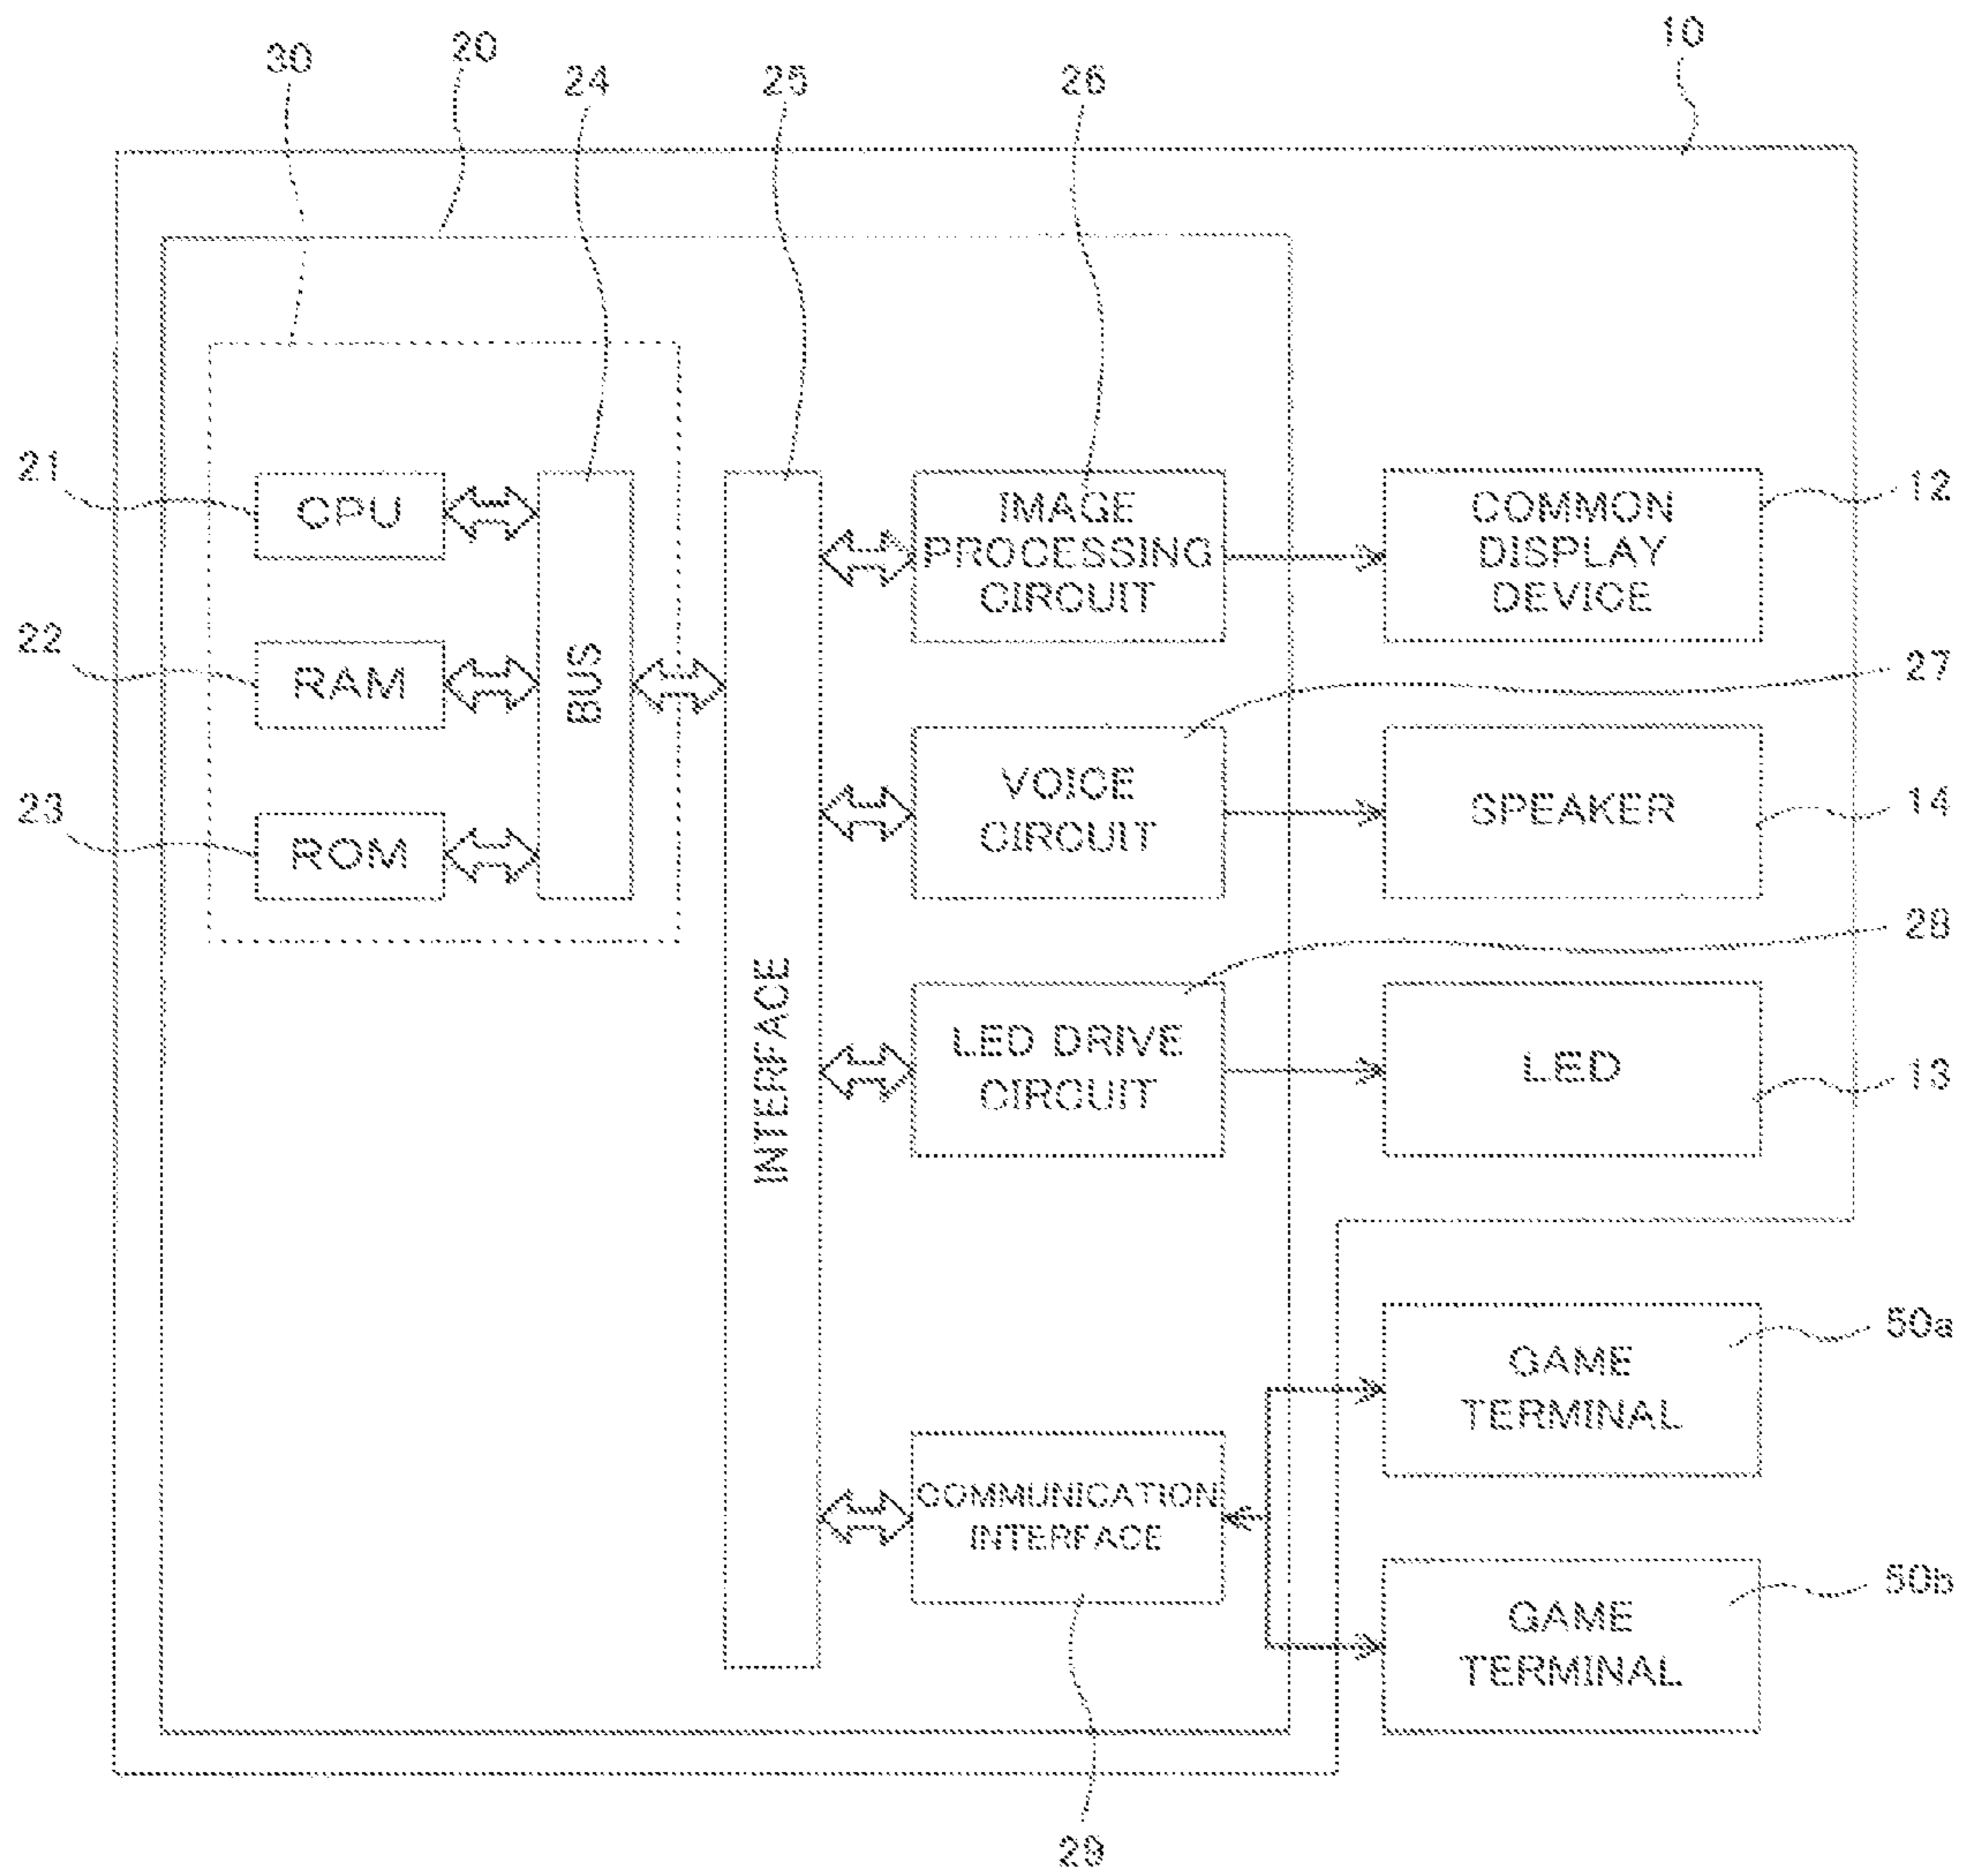 30
20
24
25
26
10
21
CPU
22
RAM
23
ROM
BUS
INTERFACE
IMAGE
PROCESSING
CIRCUIT
COMMON
DISPLAY
DEVICE
12
27
VOICE
CIRCUIT
SPEAKER
14
28
LED DRIVE
CIRCUIT
LED
13
50a
GAME
TERMINAL
COMMUNICATION
INTERFACE
50b
GAME
TERMINAL
29